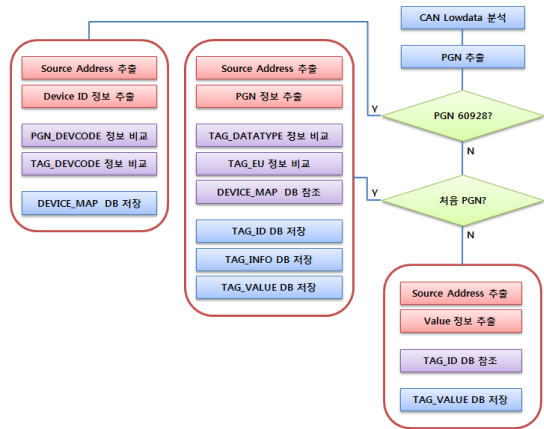 CAN Lowdata 분석
PGN 추출
PGN 60928?
Y
N
처음 PGN?
Y
N
Source Address 추출
Device ID 정보 추출
PGN_DEVCODE 정보 비교
TAG_DEVCODE 정보 비교
DEVICE_MAP DB 저장
Source Address 추출
PGN 정보 추출
TAG_DATATYPE 정보 비교
TAG_EU 정보 비교
DEVICE_MAP DB 참조
TAG_ID DB 저장
TAG_INFO DB 저장
TAG_VALUE DB 저장
Source Address 추출
Value 정보 추출
TAG_ID DB 참조
TAG_VALUE DB 저장